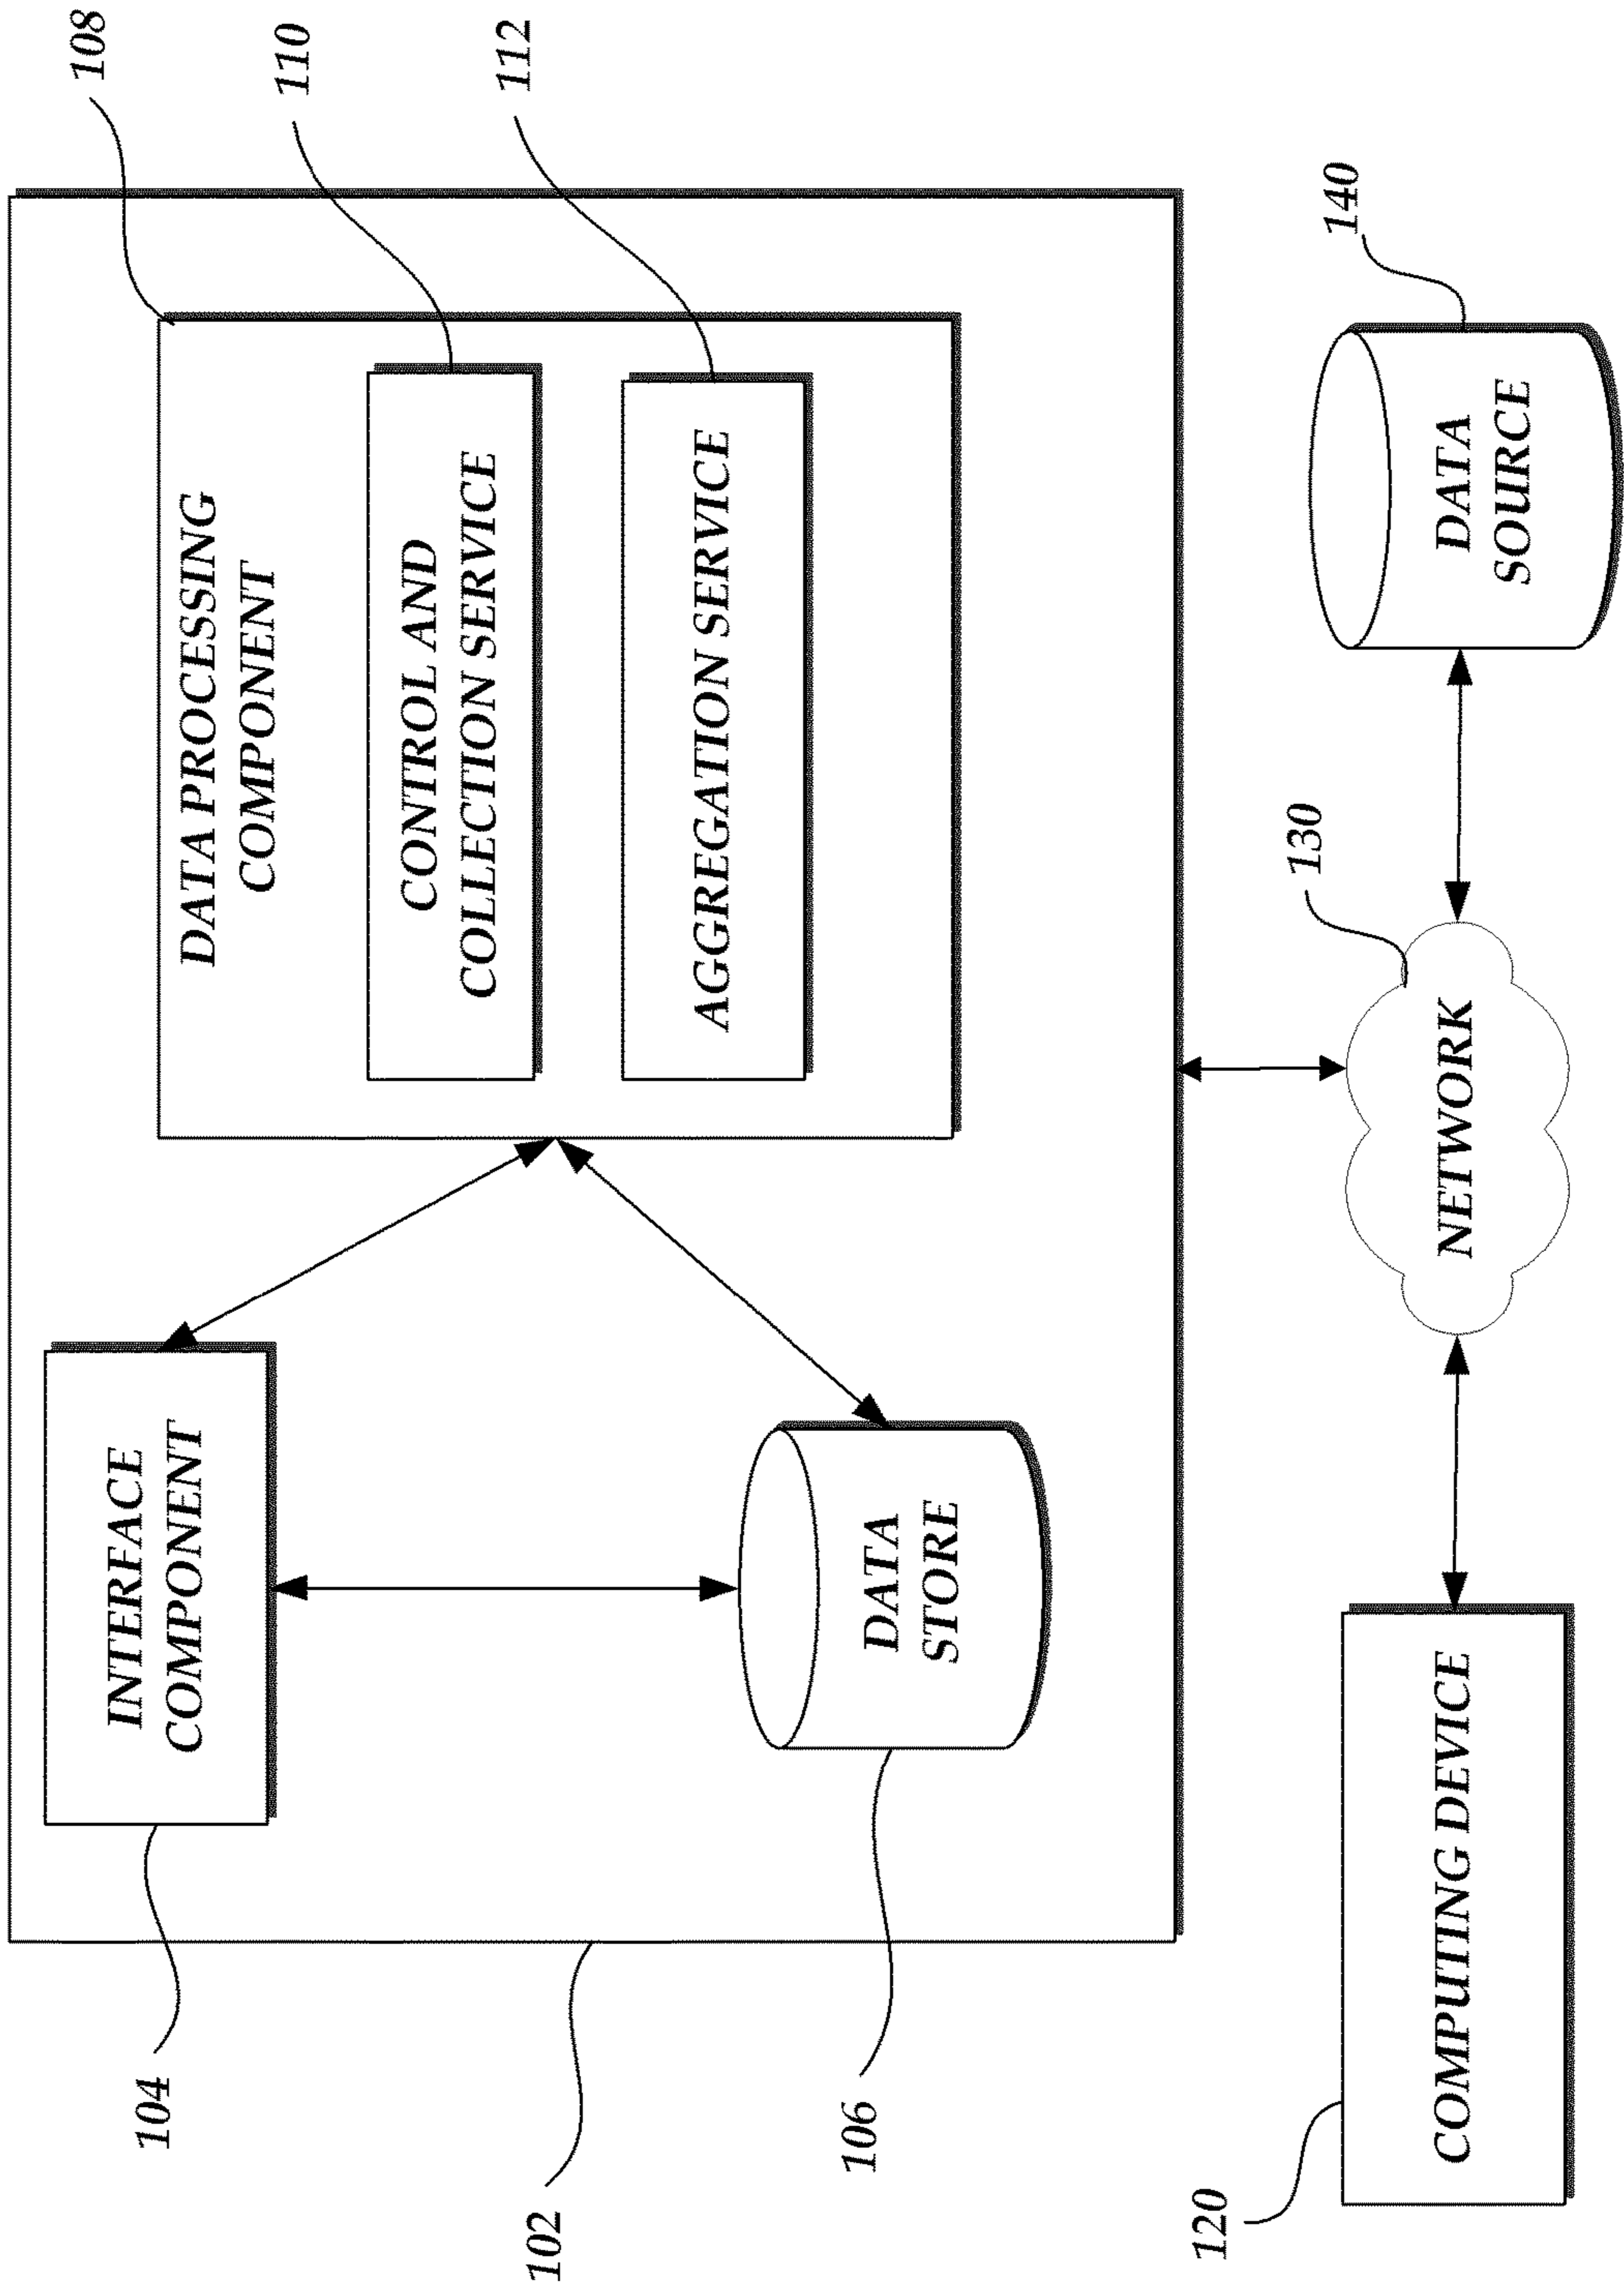 108
110
112
DATA PROCESSING
COMPONENT
CONTROL AND
COLLECTION SERVICE
AGGREGATION SERVICE
INTERFACE
COMPONENT
104
DATA
STORE
106
102
COMPUTING DEVICE
120
NETWORK
130
DATA
SOURCE
140